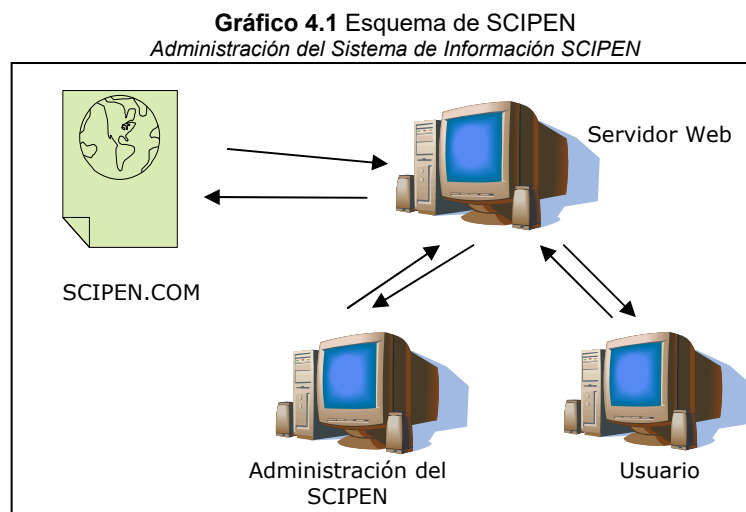 Gráfico 4.1 Esquema de SCIPEN
Administración del Sistema de Información SCIPEN
Servidor Web
SCIPEN.COM
Administración del
SCIPEN
Usuario